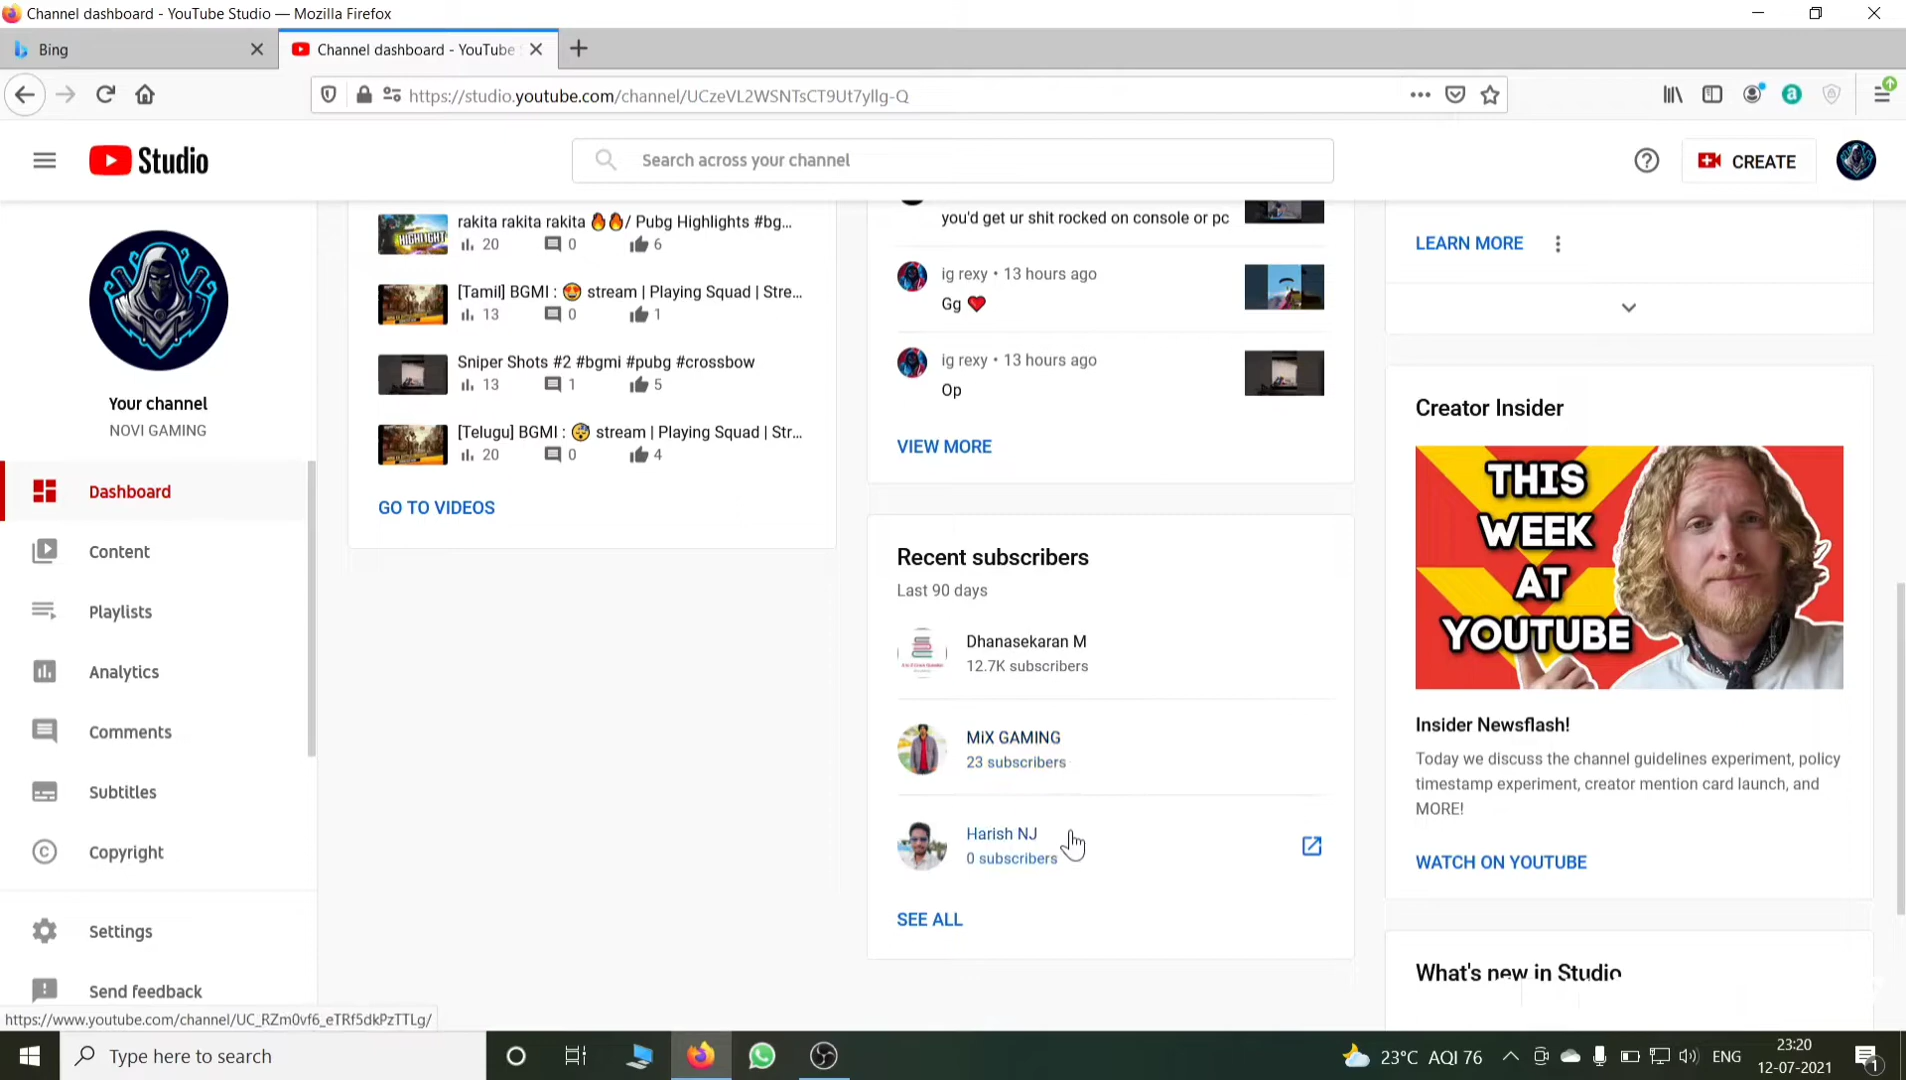 Channel dashboard - YouTube Studio — Mozilla Firefox
Bing
Channel dashboard - YouTube
https://studio.youtube.com/channel/UCzeVL2WSNTsCT9Ut7yllg-Q
Studio
Search across your channel
CREATE
Your channel
NOVI GAMING
Dashboard
Content
Playlists
Analytics
Comments
Subtitles
Copyright
Settings
Send feedback
rakita rakita rakita 🔥🔥/ Pubg Highlights #bg...
20 0 6
[Tamil] BGMI : 😍 stream | Playing Squad | Stre...
13 0 1
Sniper Shots #2 #bgmi #pubg #crossbow
13 1 5
[Telugu] BGMI : 😴 stream | Playing Squad | Str...
20 0 4
GO TO VIDEOS
you'd get ur shit rocked on console or pc
ig rexy • 13 hours ago
Gg ❤️
ig rexy • 13 hours ago
Op
VIEW MORE
Recent subscribers
Last 90 days
Dhanasekaran M
12.7K subscribers
MiX GAMING
23 subscribers
Harish NJ
0 subscribers
SEE ALL
LEARN MORE
Creator Insider
THIS
WEEK
AT
YOUTUBE
Insider Newsflash!
Today we discuss the channel guidelines experiment, policy
timestamp experiment, creator mention card launch, and
MORE!
WATCH ON YOUTUBE
What's new in Studio
https://www.youtube.com/channel/UC_RZm0vf6_eTRf5dkPzTTLg/
Type here to search
23°C AQI 76
ENG
23:20
12-07-2021
1